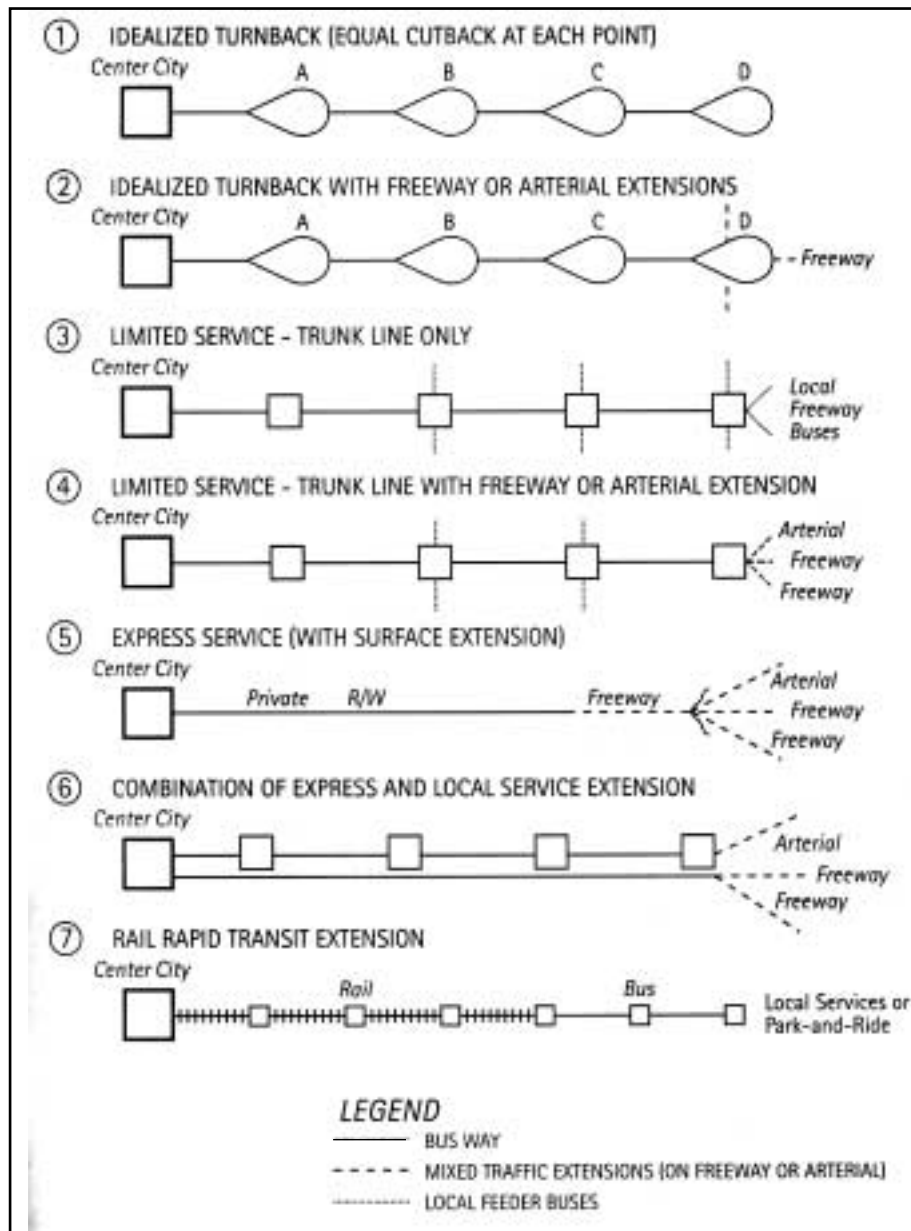 ① IDEALIZED TURNBACK (EQUAL CUTBACK AT EACH POINT)
Center City
A B C D
② IDEALIZED TURNBACK WITH FREEWAY OR ARTERIAL EXTENSIONS
Center City
A B C D
Freeway
③ LIMITED SERVICE - TRUNK LINE ONLY
Center City
Local
Freeway
Buses
④ LIMITED SERVICE - TRUNK LINE WITH FREEWAY OR ARTERIAL EXTENSION
Center City
Arterial
Freeway
Freeway
⑤ EXPRESS SERVICE (WITH SURFACE EXTENSION)
Center City
Private R/W Freeway
Arterial
Freeway
Freeway
⑥ COMBINATION OF EXPRESS AND LOCAL SERVICE EXTENSION
Center City
Arterial
Freeway
Freeway
⑦ RAIL RAPID TRANSIT EXTENSION
Center City
Rail Bus
Local Services or
Park-and-Ride
LEGEND
BUS WAY
MIXED TRAFFIC EXTENSIONS (ON FREEWAY OR ARTERIAL)
LOCAL FEEDER BUSES